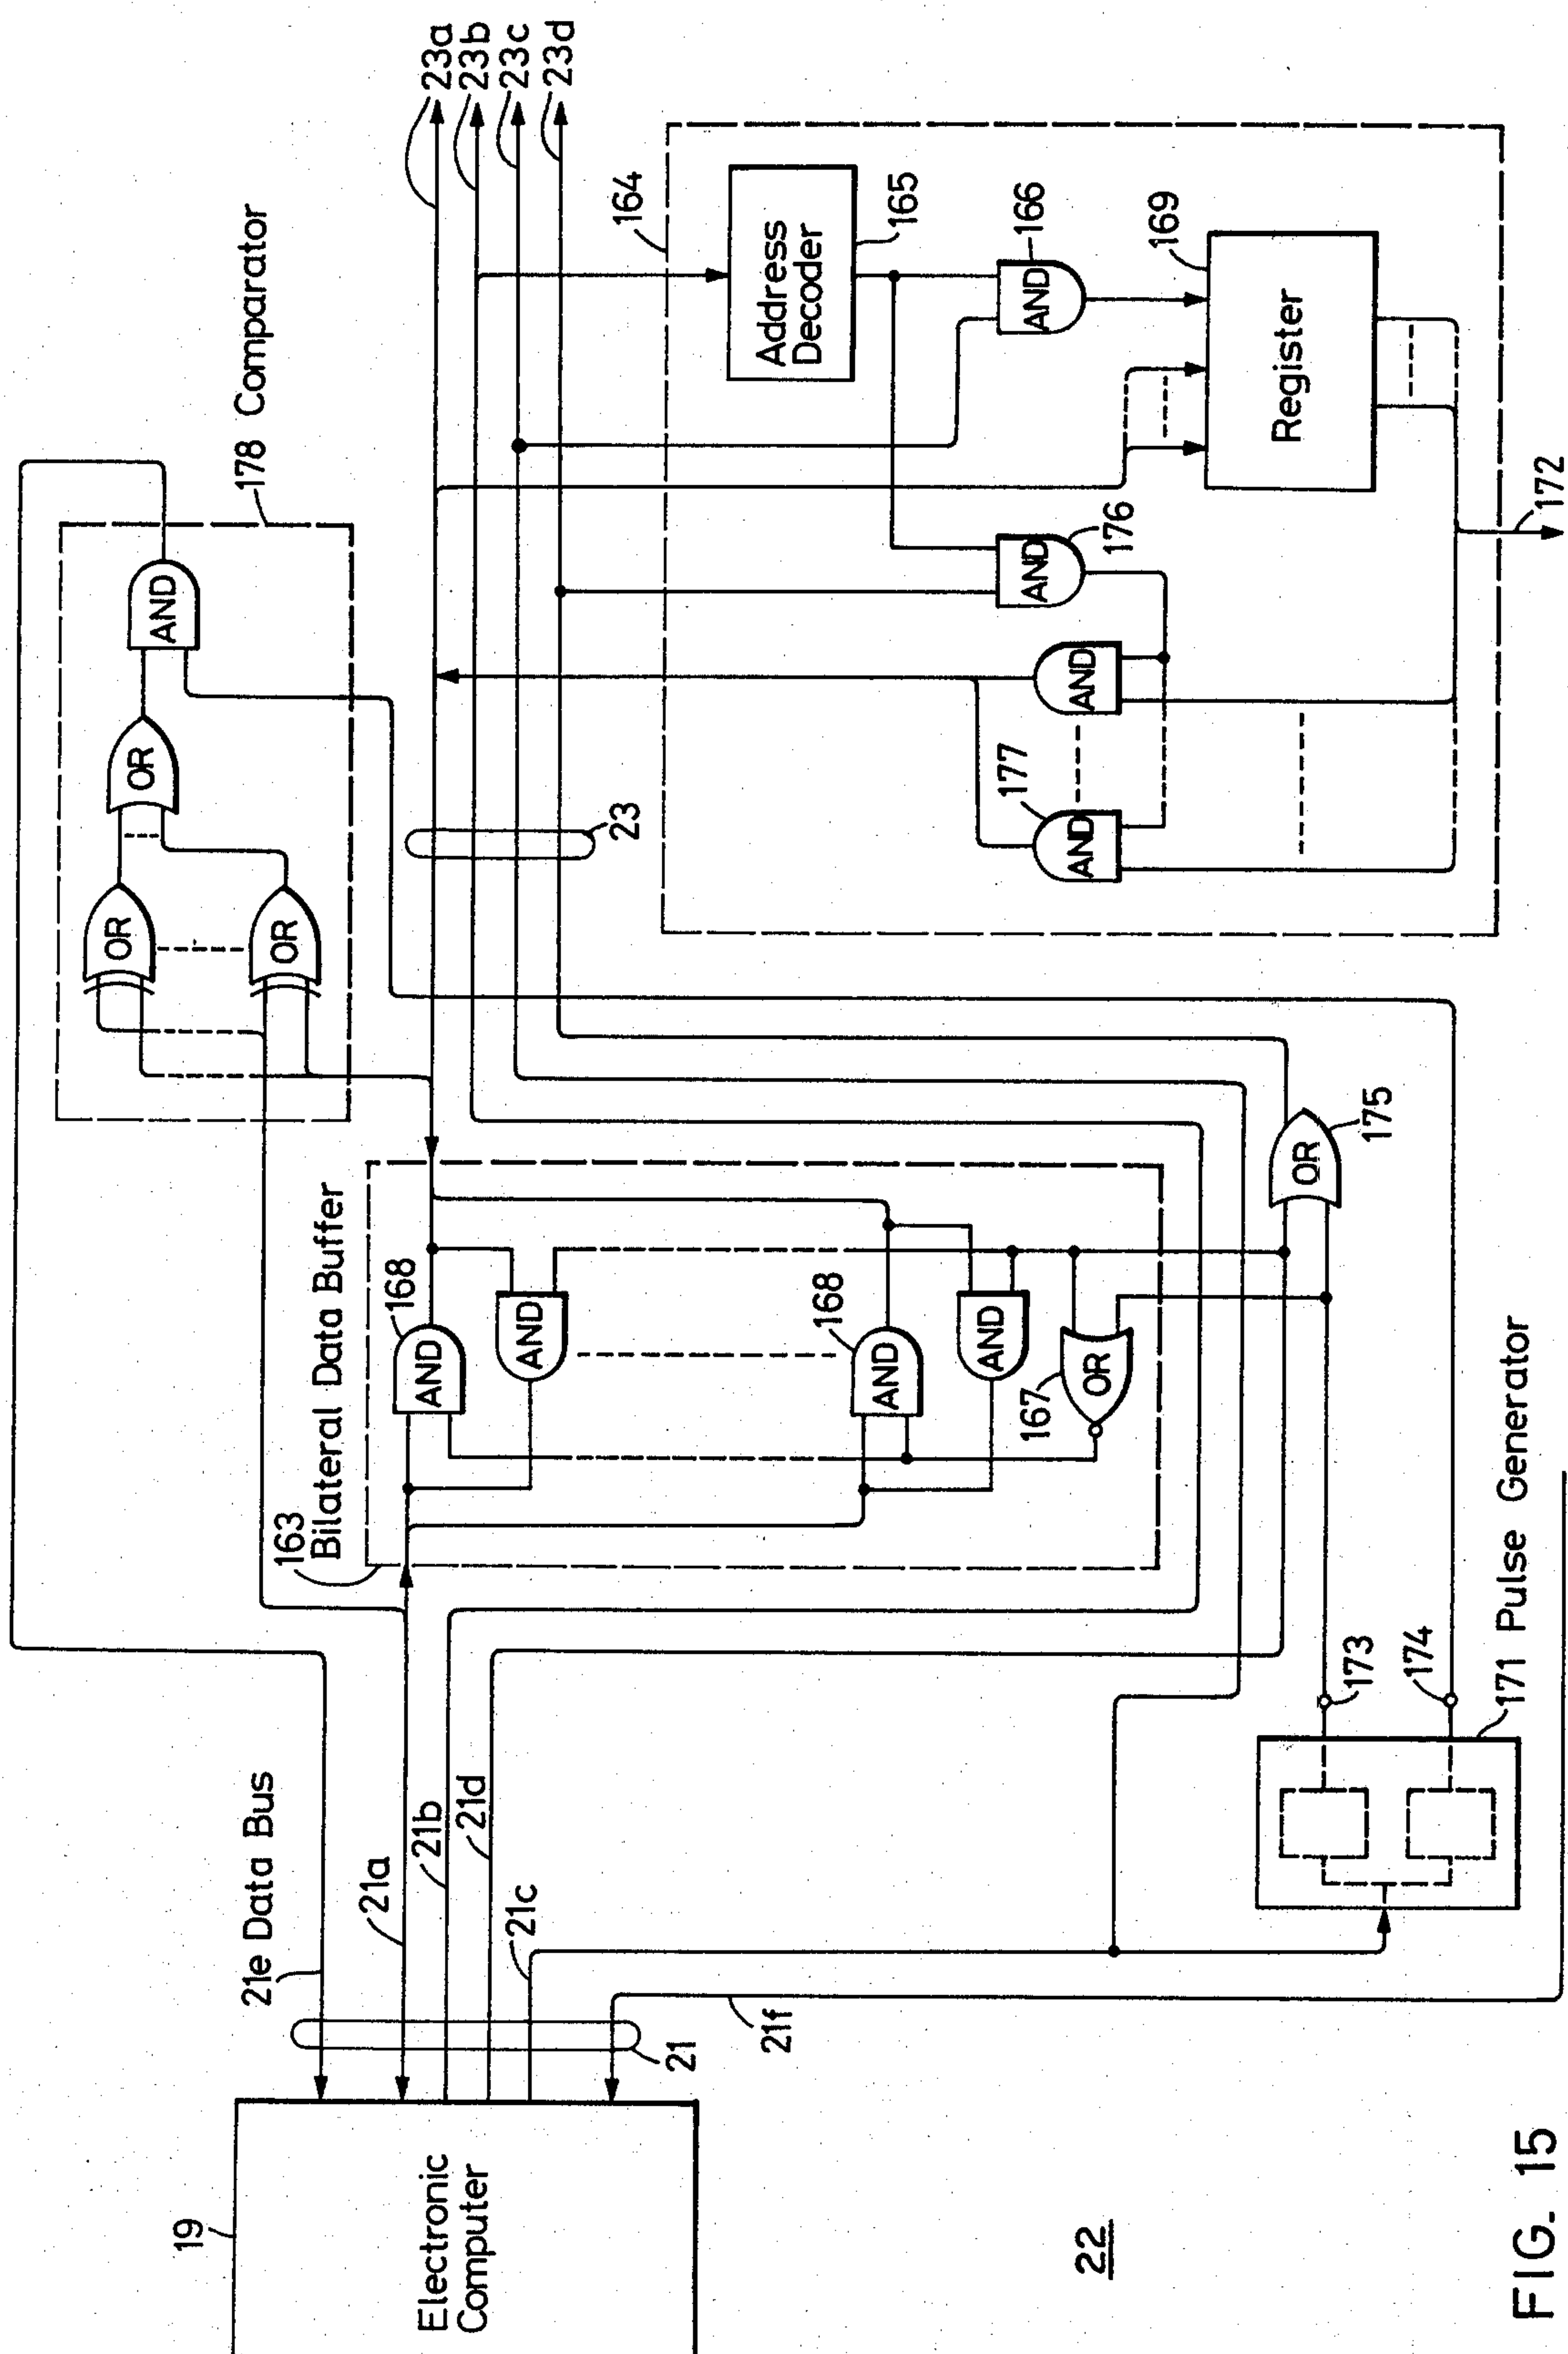 19
Electronic
Computer
21e Data Bus
21a
21b
21d
21c
21
21f
22
FIG. 15
163
Bilateral Data Buffer
168
AND
AND
168
AND
AND
167
OR
173
174
171 Pulse Generator
OR
175
178 Comparator
OR
OR
OR
AND
23
23a
23b
23c
23d
164
Address
Decoder
165
AND
166
169
Register
AND
176
177
AND
AND
172